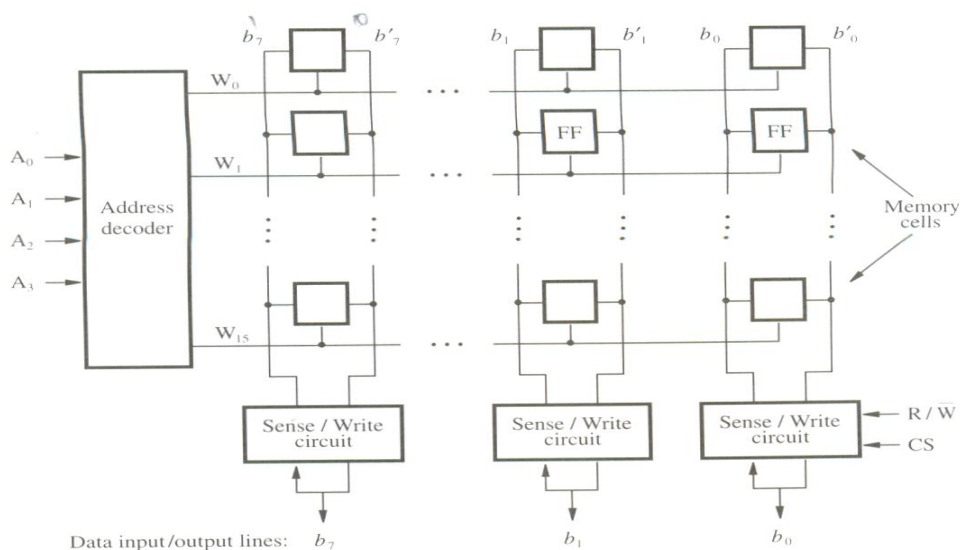 b₇ b′₇ b₁ b′₁ b₀ b′₀
W₀
• • •
FF FF
A₀
W₁
• • •
A₁
Address
decoder
Memory
cells
A₂
A₃
W₁₅
• • •
Sense / Write
circuit
Sense / Write
circuit
Sense / Write
circuit
R / W̅
CS
Data input/output lines: b₇ b₁ b₀